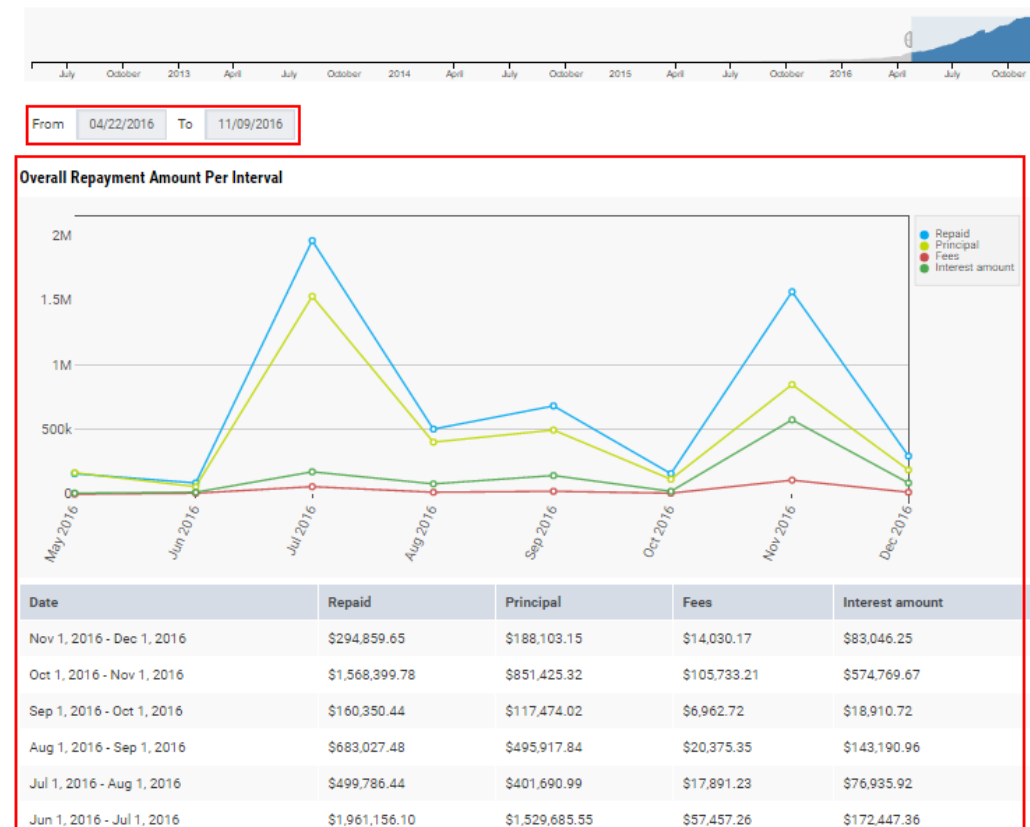 July October 2013 April July October 2014 April July October 2015 April July October 2016 April July October
From 04/22/2016 To 11/09/2016
Overall Repayment Amount Per Interval
Repaid
Principal
Fees
Interest amount
2M
1.5M
1M
500k
0
May 2016 Jun 2016 Jul 2016 Aug 2016 Sep 2016 Oct 2016 Nov 2016 Dec 2016
Date Repaid Principal Fees Interest amount
Nov 1, 2016 - Dec 1, 2016 $294,859.65 $188,103.15 $14,030.17 $83,046.25
Oct 1, 2016 - Nov 1, 2016 $1,568,399.78 $851,425.32 $105,733.21 $574,769.67
Sep 1, 2016 - Oct 1, 2016 $160,350.44 $117,474.02 $6,962.72 $18,910.72
Aug 1, 2016 - Sep 1, 2016 $683,027.48 $495,917.84 $20,375.35 $143,190.96
Jul 1, 2016 - Aug 1, 2016 $499,786.44 $401,690.99 $17,891.23 $76,935.92
Jun 1, 2016 - Jul 1, 2016 $1,961,156.10 $1,529,685.55 $57,457.26 $172,447.36